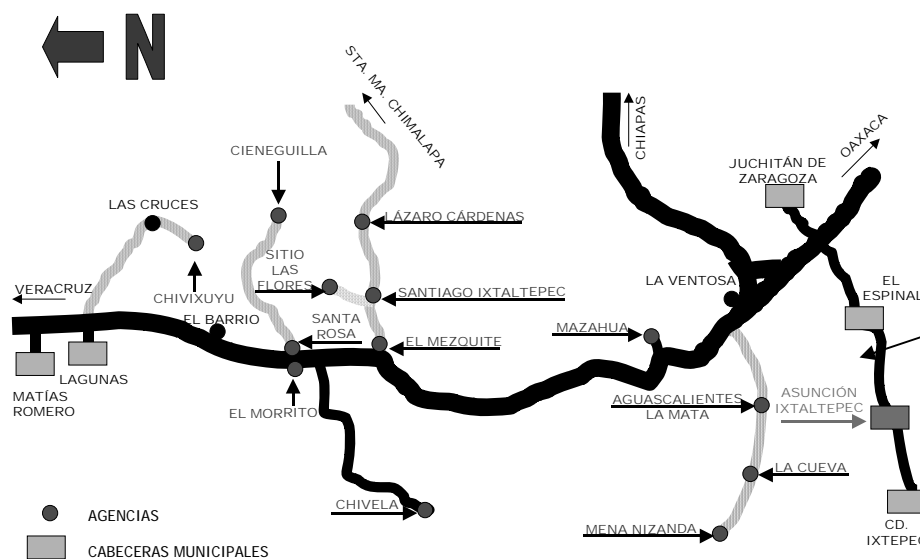 N
STA. MA. CHIMALAPA
CIENEGUILLA
CHIAPAS
OAXACA
JUCHITÁN DE
ZARAGOZA
LAS CRUCES
LÁZARO CÁRDENAS
SITIO
LAS
FLORES
VERACRUZ
CHIVIXUYU
SANTIAGO IXTALTEPEC
LA VENTOSA
EL
ESPINAL
EL BARRIO
SANTA
ROSA
EL MEZQUITE
MAZAHUA
MATÍAS
ROMERO
LAGUNAS
EL MORRITO
AGUASCALIENTES
LA MATA
ASUNCIÓN
IXTALTEPEC
LA CUEVA
CHIVELA
MENA NIZANDA
CD.
IXTEPEC
AGENCIAS
CABECERAS MUNICIPALES